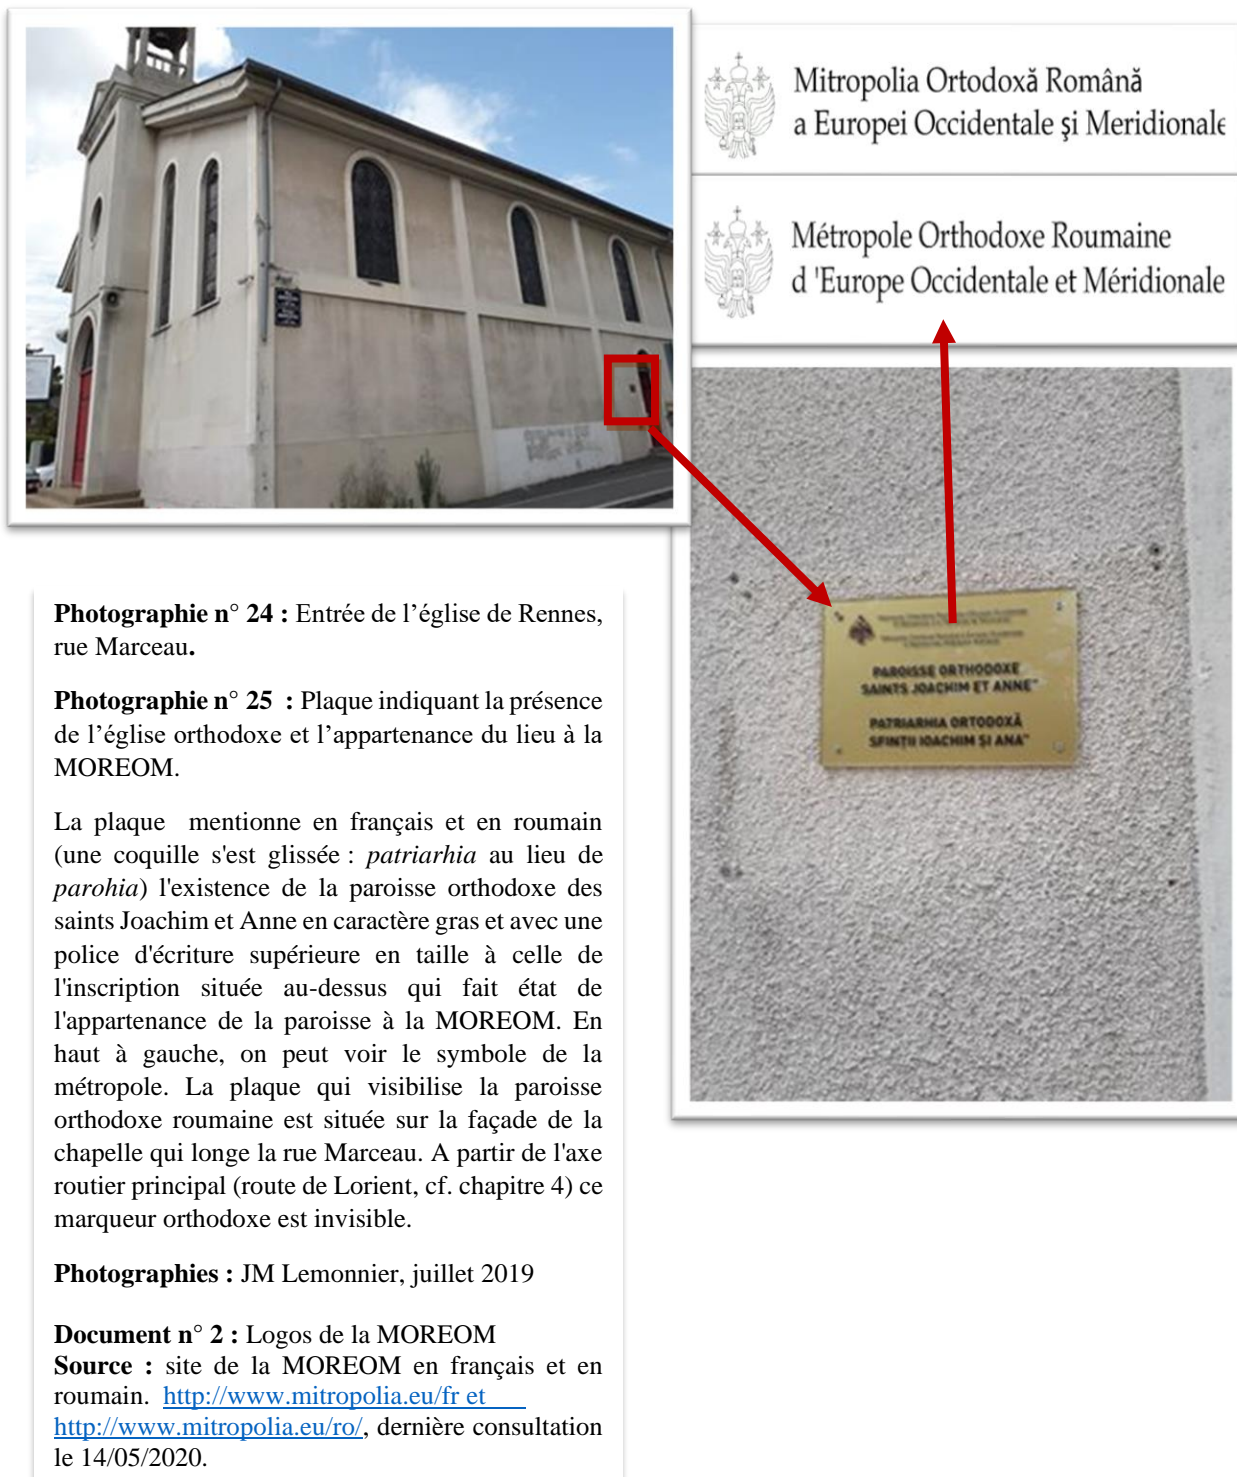 Mitropolia Ortodoxă Română
a Europei Occidentale şi Meridionale
Métropole Orthodoxe Roumaine
d 'Europe Occidentale et Méridionale
PAROISSE ORTHODOXE
SAINTS JOACHIM ET ANNE"
PATRIARHIA ORTODOXĂ
SFINȚII IOACHIM ȘI ANA"
Photographie n° 24 : Entrée de l'église de Rennes,
rue Marceau.
Photographie n° 25 : Plaque indiquant la présence
de l'église orthodoxe et l'appartenance du lieu à la
MOREOM.
La plaque mentionne en français et en roumain
(une coquille s'est glissée : patriarhia au lieu de
parohia) l'existence de la paroisse orthodoxe des
saints Joachim et Anne en caractère gras et avec une
police d'écriture supérieure en taille à celle de
l'inscription située au-dessus qui fait état de
l'appartenance de la paroisse à la MOREOM. En
haut à gauche, on peut voir le symbole de la
métropole. La plaque qui visibilise la paroisse
orthodoxe roumaine est située sur la façade de la
chapelle qui longe la rue Marceau. A partir de l'axe
routier principal (route de Lorient, cf. chapitre 4) ce
marqueur orthodoxe est invisible.
Photographies : JM Lemonnier, juillet 2019
Document n° 2 : Logos de la MOREOM
Source : site de la MOREOM en français et en
roumain. http://www.mitropolia.eu/fr et
http://www.mitropolia.eu/ro/, dernière consultation
le 14/05/2020.